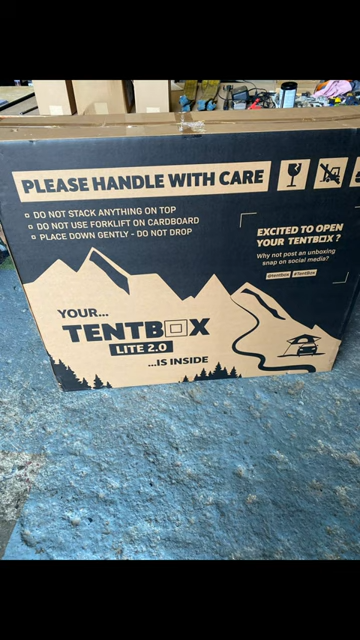 PLEASE HANDLE WITH CARE
DO NOT STACK ANYTHING ON TOP
DO NOT USE FORKLIFT ON CARDBOARD
PLACE DOWN GENTLY - DO NOT DROP
EXCITED TO OPEN
YOUR TENTBOX?
Why not post an unboxing
snap on social media?
@tentbox #TentBox
YOUR...
TENTBOX
LITE 2.0
...IS INSIDE